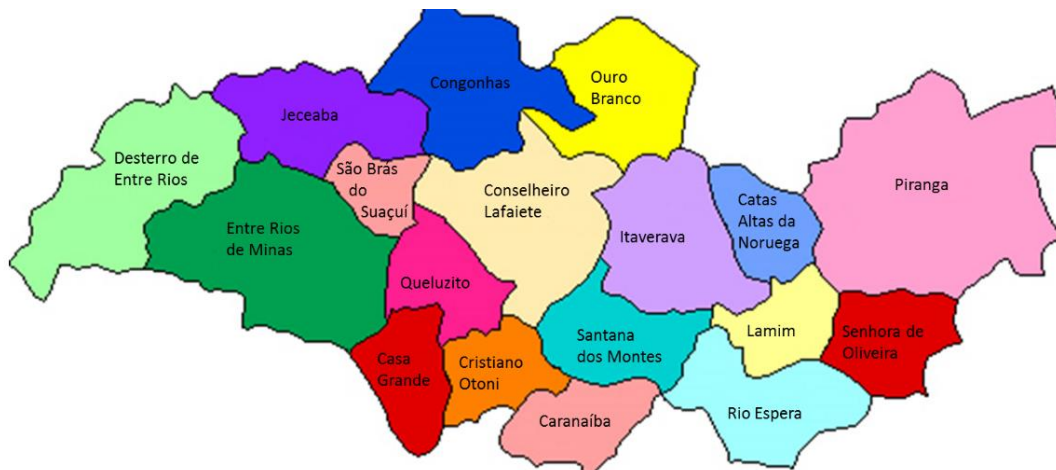 Congonhas
Ouro
Branco
Jeceaba
Desterro de
Entre Rios
São Brás
do
Suaçuí
Conselheiro
Lafaiete
Catas
Altas da
Noruega
Piranga
Entre Rios
de Minas
Itaverava
Queluzito
Santana
dos Montes
Lamim
Senhora de
Oliveira
Casa
Grande
Cristiano
Otoni
Caranaíba
Rio Espera